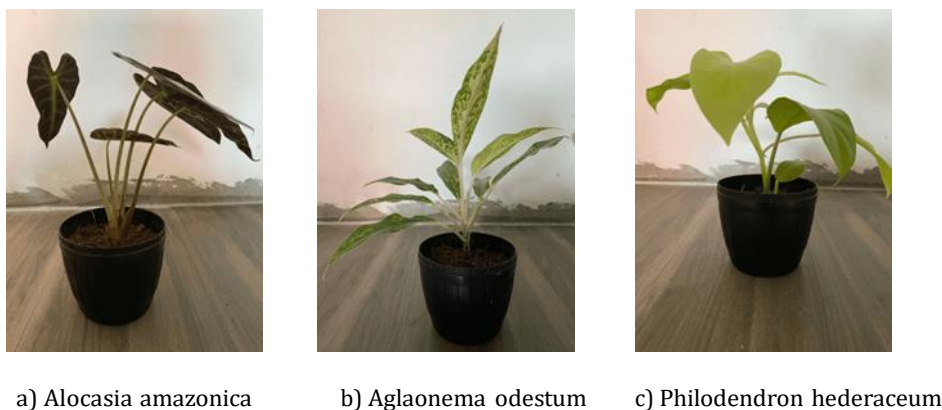 a) Alocasia amazonica
b) Aglaonema odestum
c) Philodendron hederaceum